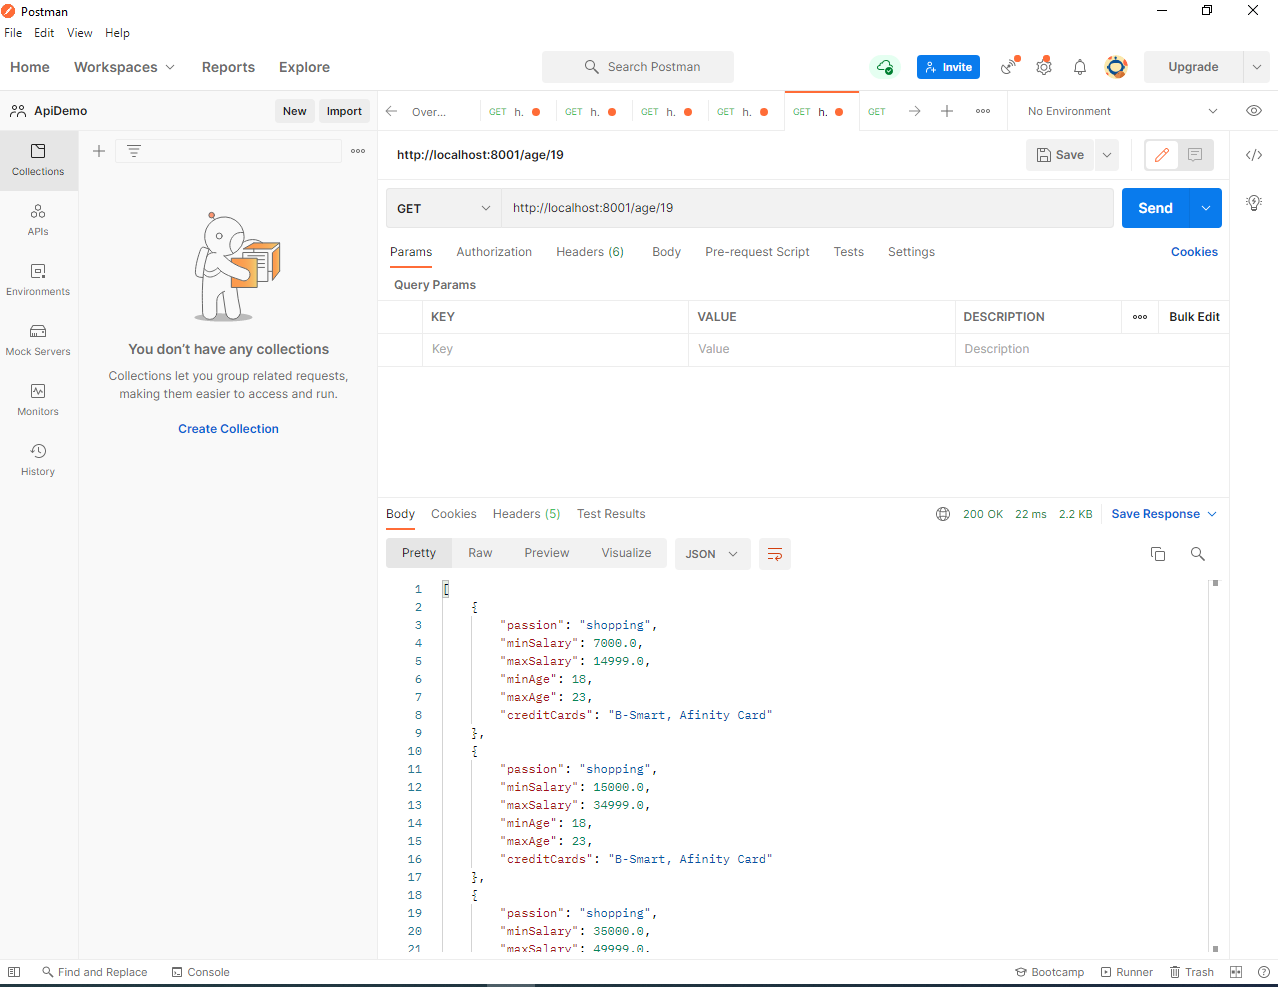 Postman
File Edit View Help
Home Workspaces Reports Explore Search Postman Invite Upgrade
ApiDemo New Import Over... GET h. GET h. GET h. GET h. GET h. GET No Environment
Collections
APIs
Environments
Mock Servers
Monitors
History
You don't have any collections
Collections let you group related requests,
making them easier to access and run.
Create Collection
http://localhost:8001/age/19 Save
GET http://localhost:8001/age/19 Send
Params Authorization Headers (6) Body Pre-request Script Tests Settings Cookies
Query Params
KEY VALUE DESCRIPTION Bulk Edit
Key Value Description
Body Cookies Headers (5) Test Results 200 OK 22 ms 2.2 KB Save Response
Pretty Raw Preview Visualize JSON
1 [
2 {
3 "passion": "shopping",
4 "minSalary": 7000.0,
5 "maxSalary": 14999.0,
6 "minAge": 18,
7 "maxAge": 23,
8 "creditCards": "B-Smart, Afinity Card"
9 },
10 {
11 "passion": "shopping",
12 "minSalary": 15000.0,
13 "maxSalary": 34999.0,
14 "minAge": 18,
15 "maxAge": 23,
16 "creditCards": "B-Smart, Afinity Card"
17 },
18 {
19 "passion": "shopping",
20 "minSalary": 35000.0,
21 "maxSalary": 49999.0,
Find and Replace Console Bootcamp Runner Trash